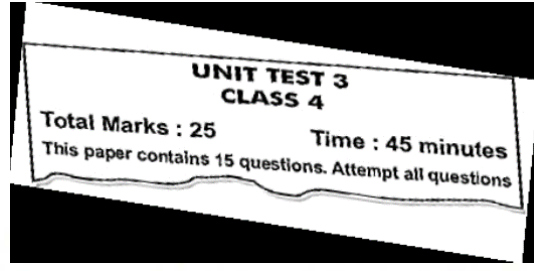 UNIT TEST 3
CLASS 4
Total Marks : 25 Time : 45 minutes
This paper contains 15 questions. Attempt all questions